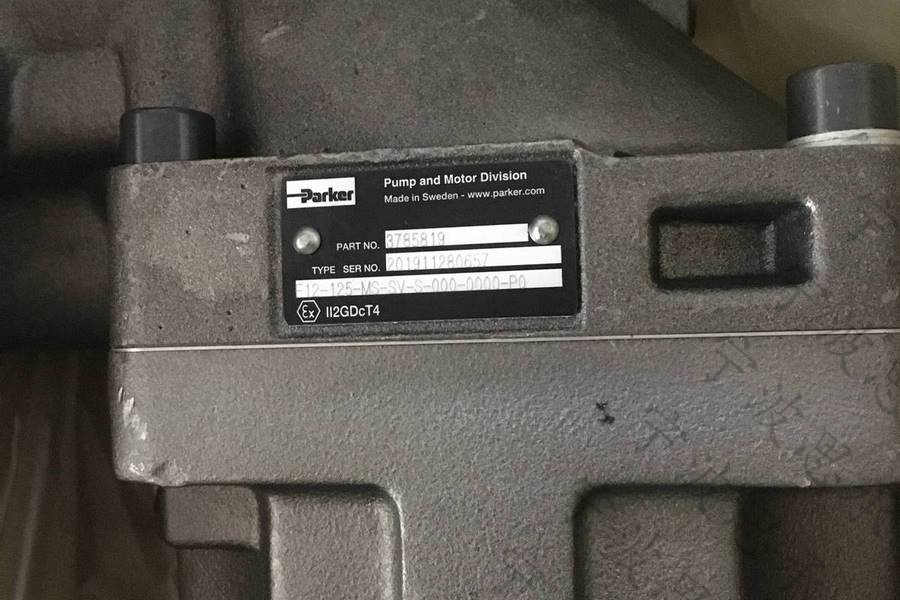 Parker
Pump and Motor Division
Made in Sweden - www.parker.com
PART NO. 3785819
TYPE SER NO. 201911280657
F12-125-MS-SV-S-000-0000-P0
Ex II2GDcT4